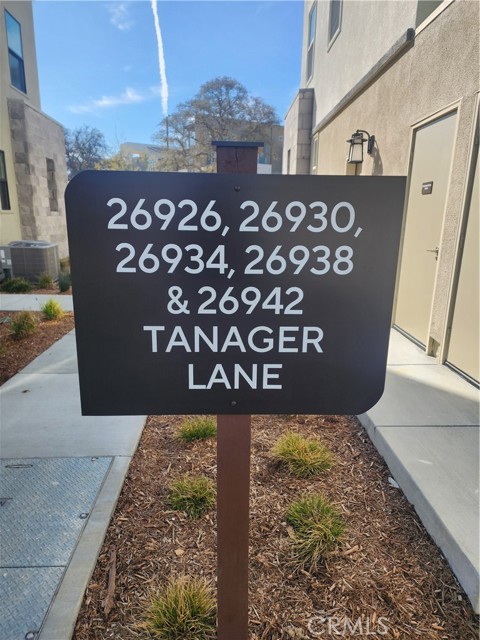 26926, 26930,
26934, 26938
& 26942
TANAGER
LANE
CRMLS